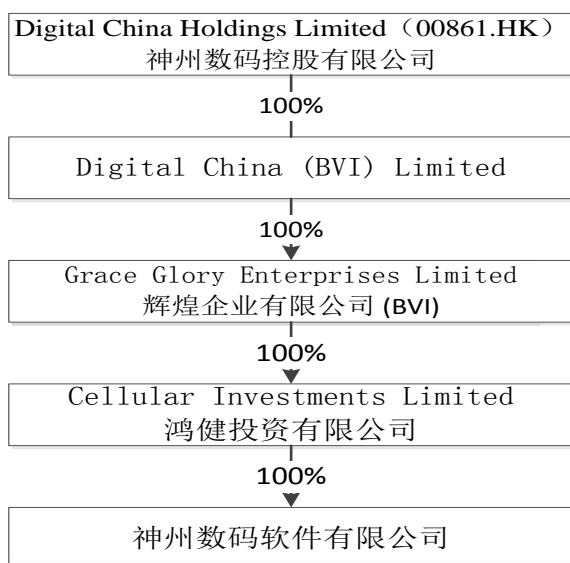 Digital China Holdings Limited（00861.HK）
神州数码控股有限公司
100%
Digital China (BVI) Limited
100%
Grace Glory Enterprises Limited
辉煌企业有限公司(BVI)
100%
Cellular Investments Limited
鸿健投资有限公司
100%
神州数码软件有限公司